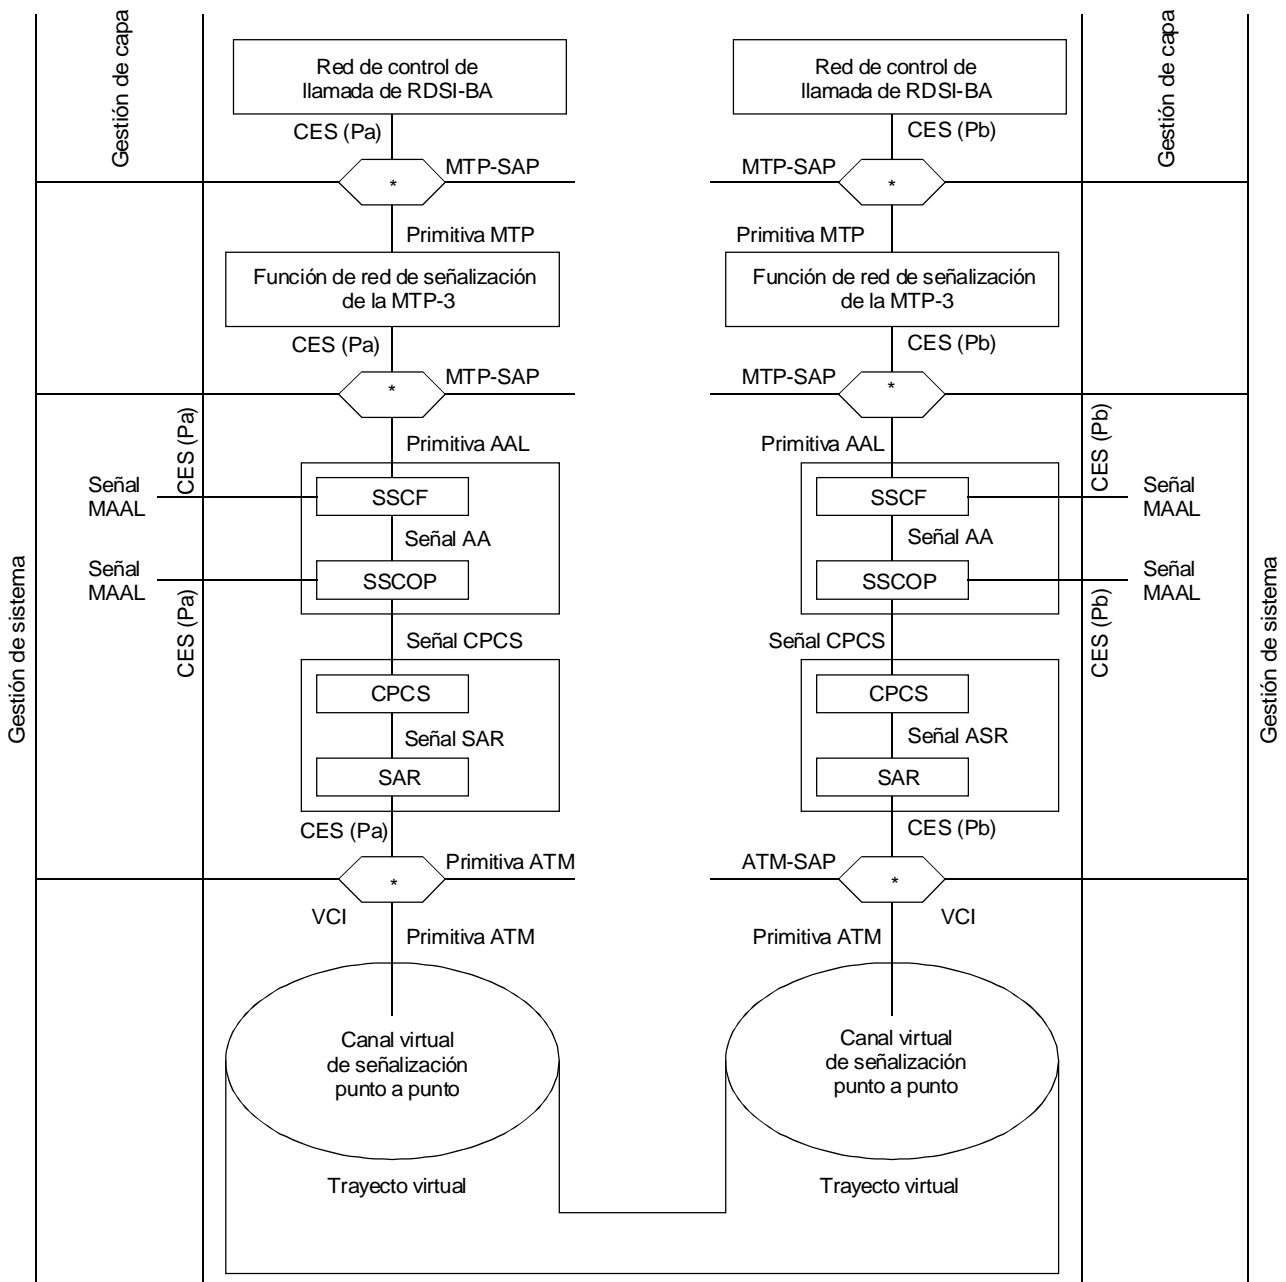 Gestión de capa
Red de control de
llamada de RDSI-BA
Red de control de
llamada de RDSI-BA
Gestión de capa
CES (Pa)
CES (Pb)
*
MTP-SAP
MTP-SAP
*
Primitiva MTP
Primitiva MTP
Función de red de señalización
de la MTP-3
Función de red de señalización
de la MTP-3
CES (Pa)
CES (Pb)
*
MTP-SAP
MTP-SAP
*
CES (Pa)
Primitiva AAL
Primitiva AAL
CES (Pb)
Señal
MAAL
SSCF
SSCF
Señal
MAAL
Señal AA
Señal AA
Señal
MAAL
SSCOP
SSCOP
Señal
MAAL
CES (Pa)
CES (Pb)
Gestión de sistema
Gestión de sistema
Señal CPCS
Señal CPCS
CPCS
CPCS
Señal SAR
Señal ASR
SAR
SAR
CES (Pa)
CES (Pb)
*
Primitiva ATM
ATM-SAP
*
VCI
VCI
Primitiva ATM
Primitiva ATM
Canal virtual
de señalización
punto a punto
Canal virtual
de señalización
punto a punto
Trayecto virtual
Trayecto virtual